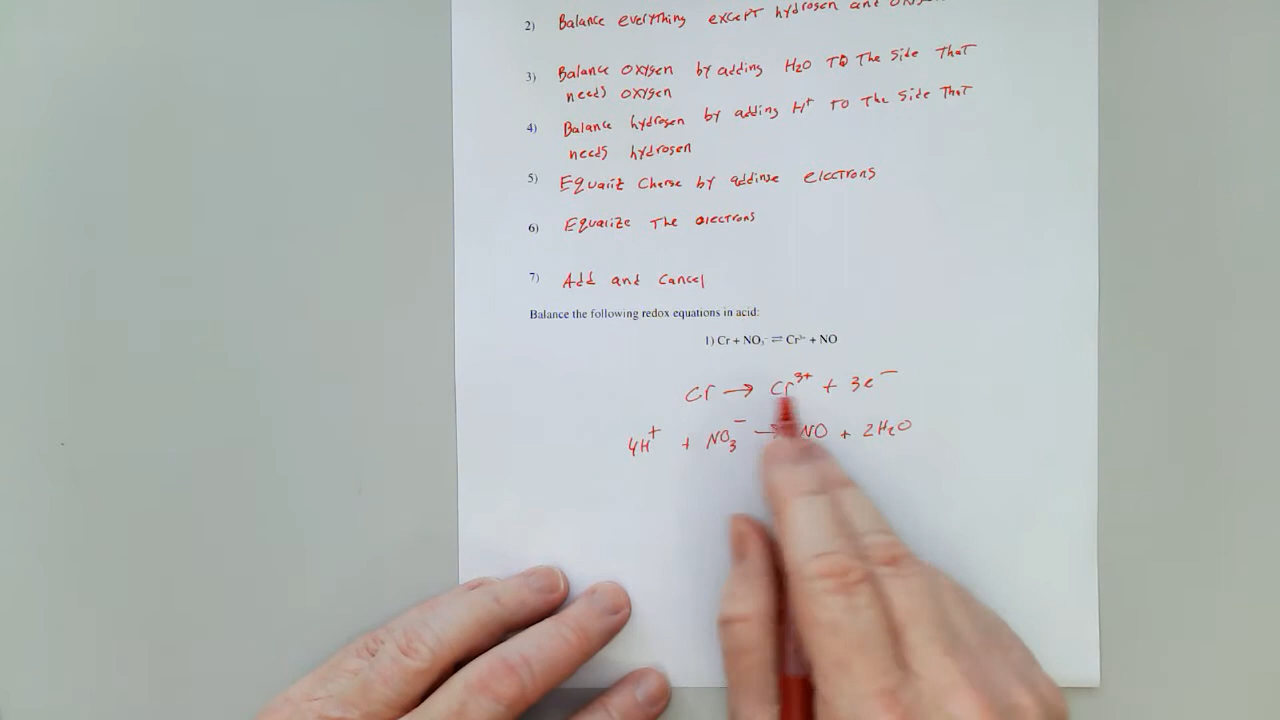 2) Balance everything except hydrogen and
3) Balance oxygen by adding H2O TO The Side ThaT
needs oxygen
4) Balance hydrogen by adding H⁺ TO The Side ThaT
needs hydrogen
5) by electrons
6) Equalize The electrons
7) Add and Cancel
Balance the following redox equations in acid:
1) Cr + NO₃⁻ ⇌ Cr³⁺ + NO
Cr → Cr³⁺ + 3e⁻
4H⁺ + NO₃⁻ → NO + 2H₂O